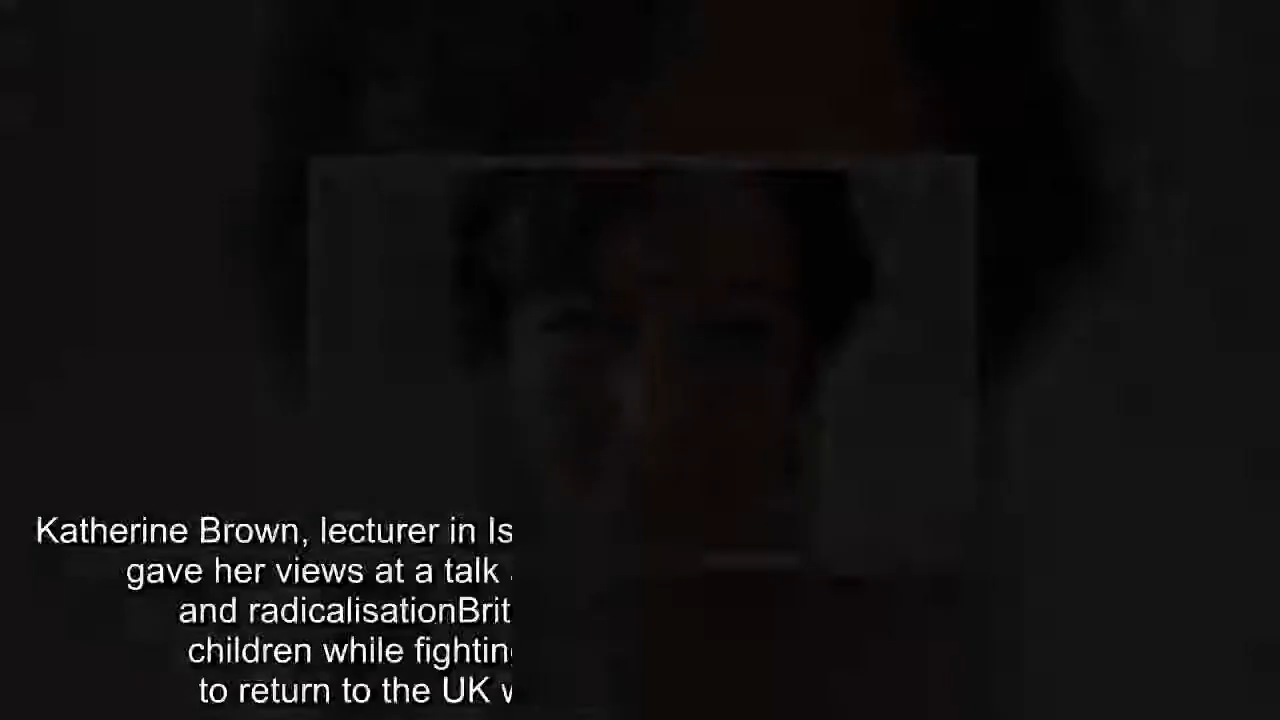 Katherine Brown, lecturer in Is
gave her views at a talk
and radicalisationBrit
children while fightin
to return to the UK w